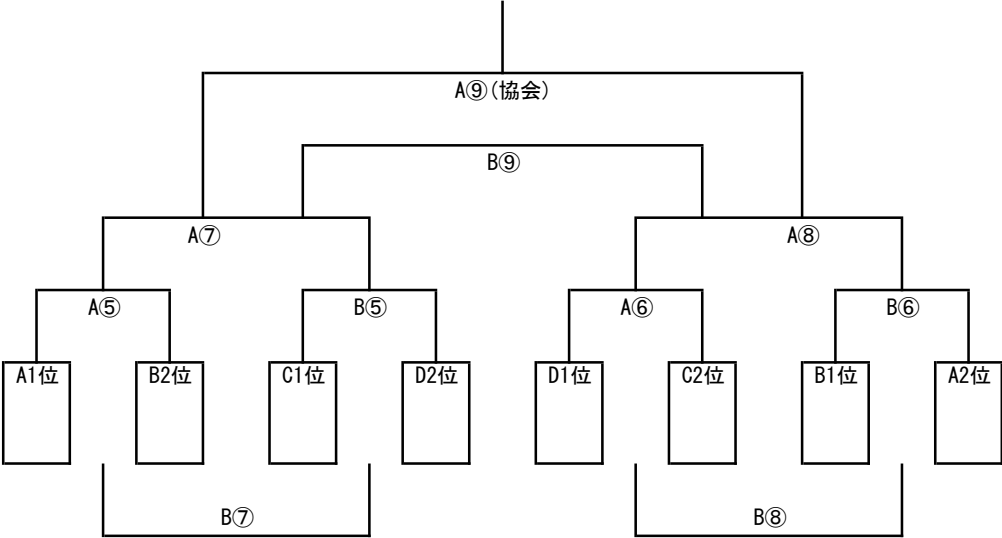 A⑨(協会)
B⑨
A⑦ A⑧
A⑤ B⑤ A⑥ B⑥
A1位 B2位 C1位 D2位 D1位 C2位 B1位 A2位
B⑦ B⑧